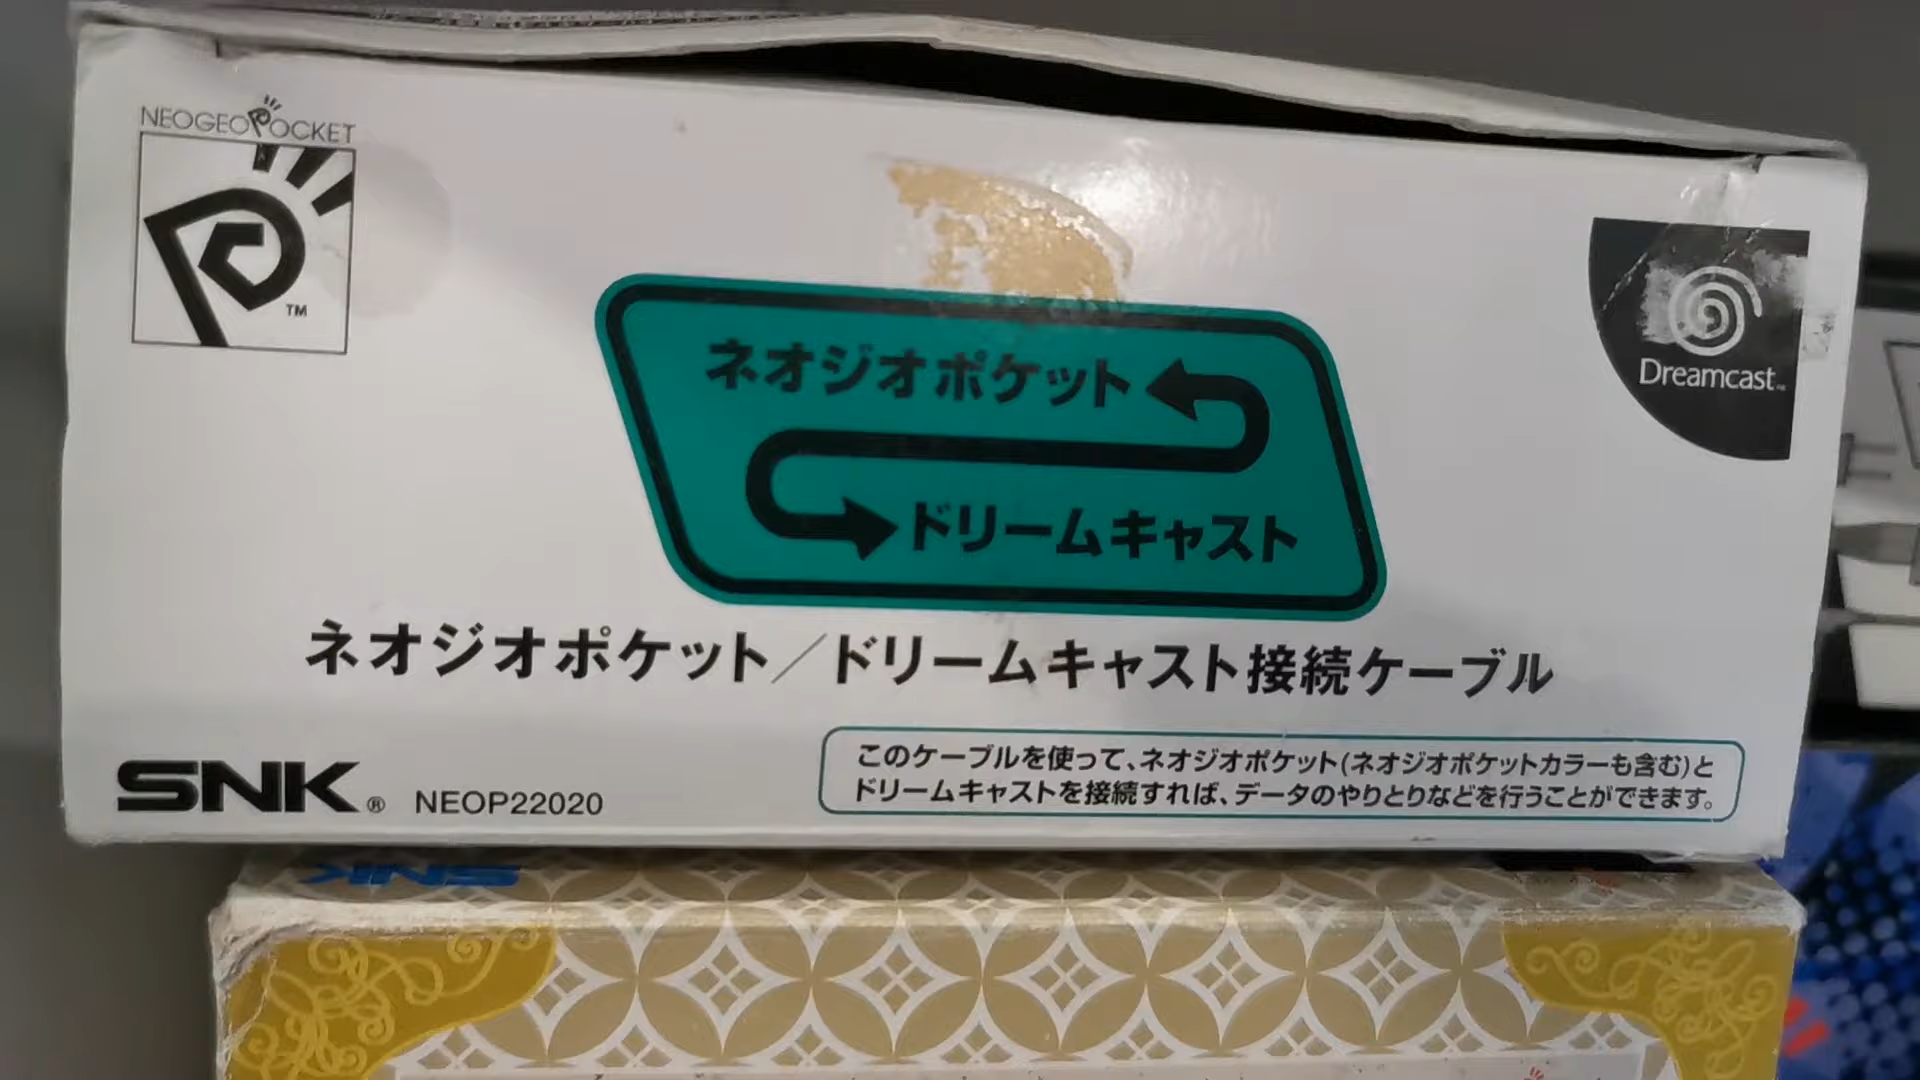 NEOGEOPOCKET
TM
Dreamcast
ネオジオポケット
ドリームキャスト
ネオジオポケット/ドリームキャスト接続ケーブル
SNK® NEOP22020
このケーブルを使って、ネオジオポケット(ネオジオポケットカラーも含む)と
ドリームキャストを接続すれば、データのやりとりなどを行うことができます。
SNK